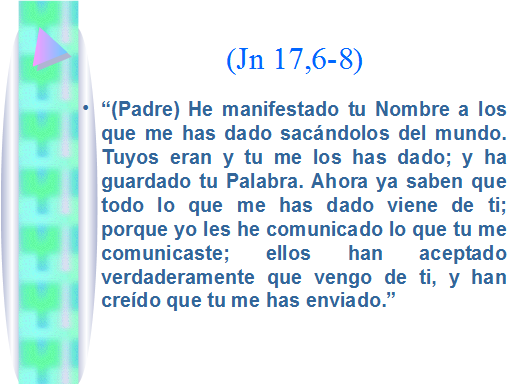 (Jn 17,6-8)
• “(Padre) He manifestado tu Nombre a los
que me has dado sacándolos del mundo.
Tuyos eran y tu me los has dado; y ha
guardado tu Palabra. Ahora ya saben que
todo lo que me has dado viene de ti;
porque yo les he comunicado lo que tu me
comunicaste; ellos han aceptado
verdaderamente que vengo de ti, y han
creído que tu me has enviado.”